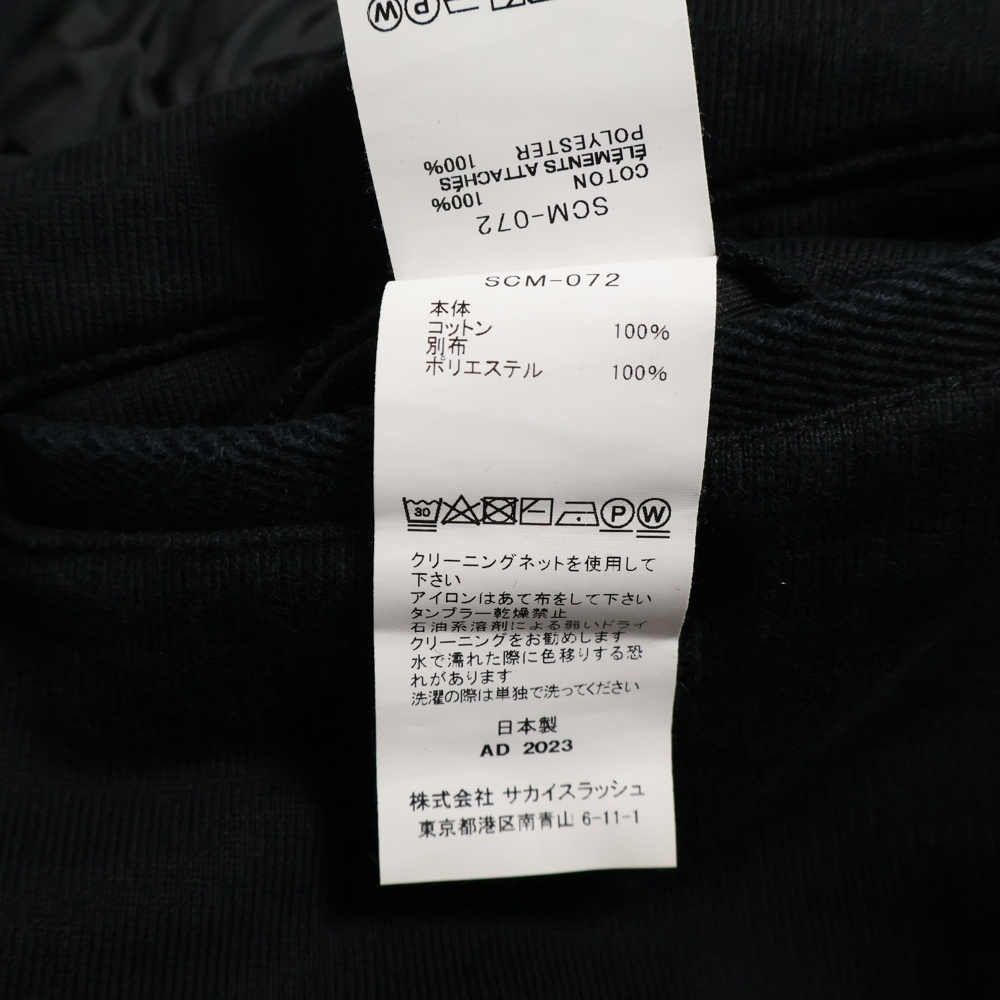 SCM-072
COTON 100%
ÉLÉMENTS ATTACHÉS
POLYESTER 100%
P W
SCM-072
本体
コットン 100%
別布
ポリエステル 100%
30 P W
クリーニングネットを使用して
下さい
アイロンはあて布をして下さい
タンブラー乾燥禁止
石油系溶剤による弱いドライ
クリーニングをお勧めします
水で濡れた際に色移りする恐
れがあります
洗濯の際は単独で洗ってください
日本製
AD 2023
株式会社 サカイスラッシュ
東京都港区南青山 6-11-1